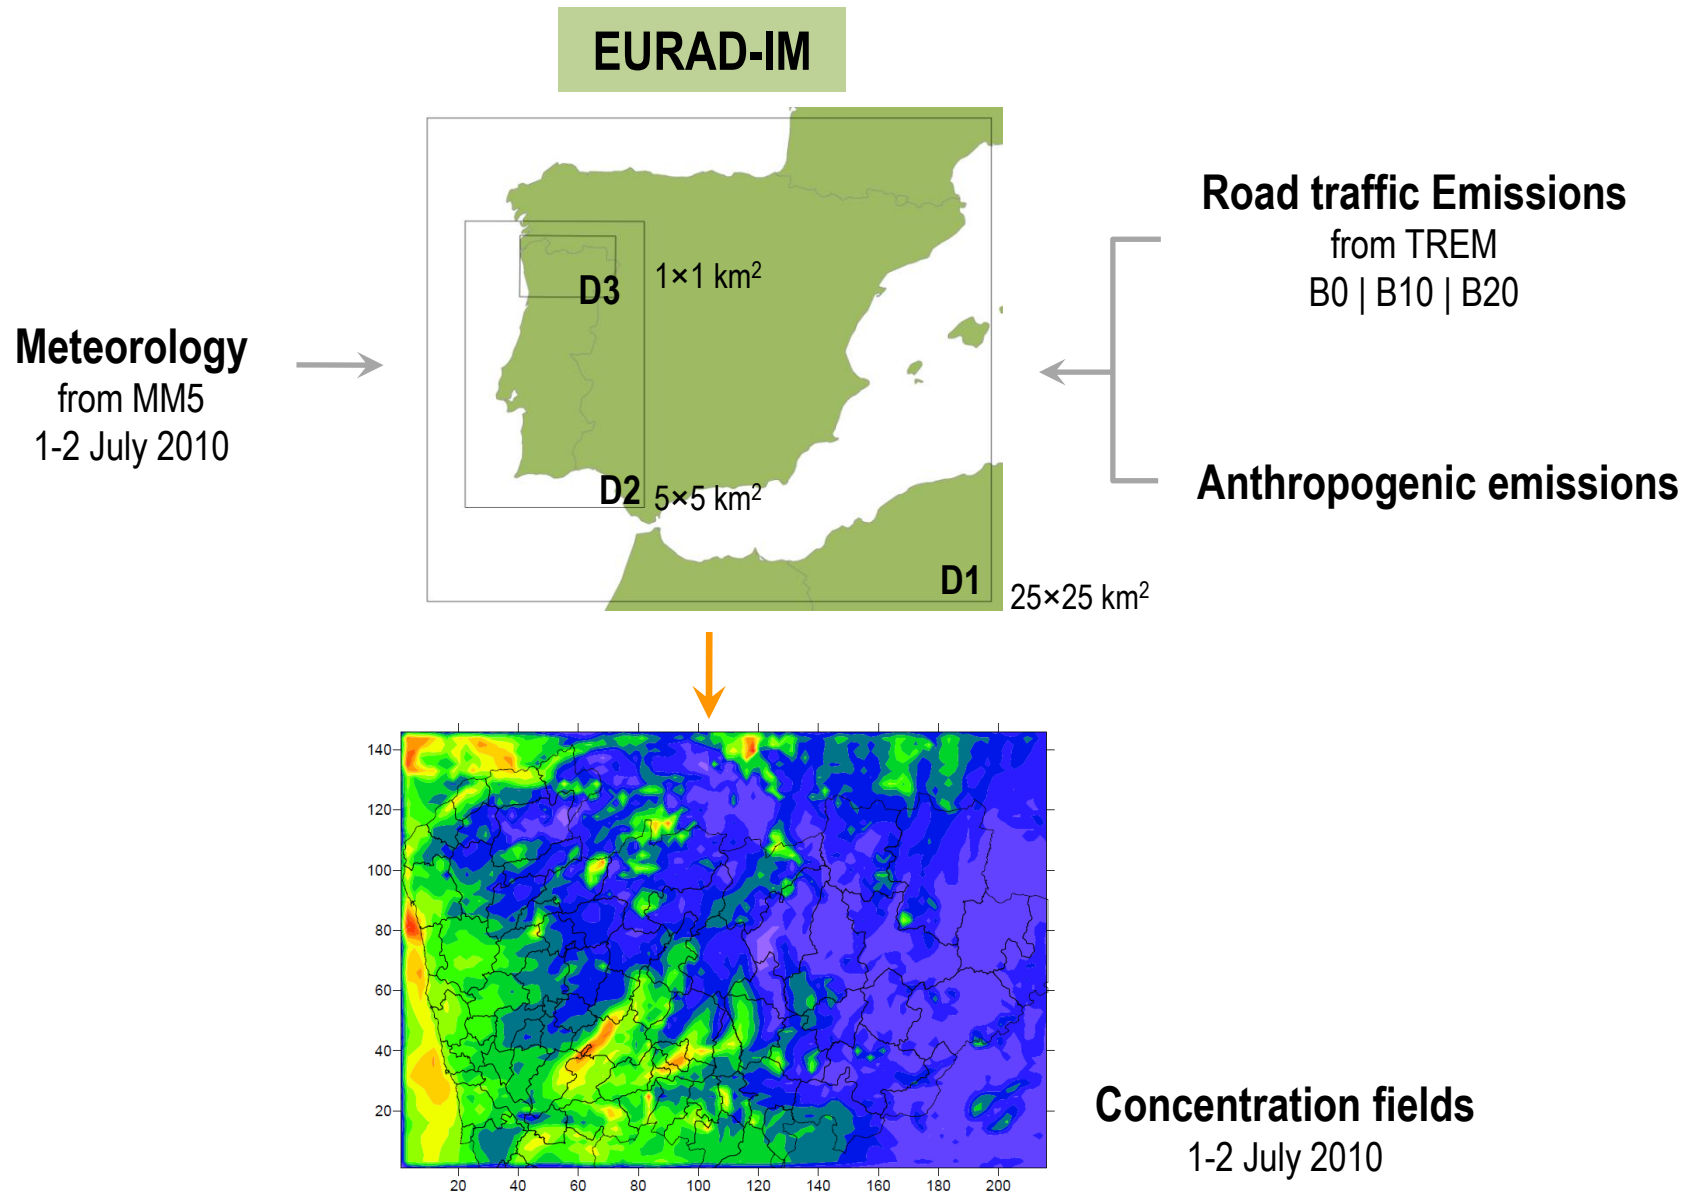 EURAD-IM
Road traffic Emissions
from TREM
B0 | B10 | B20
1×1 km²
D3
Meteorology
from MM5
1-2 July 2010
Anthropogenic emissions
D2
5×5 km²
D1
25×25 km²
140
120
100
80
60
40
20
20 40 60 80 100 120 140 160 180 200
Concentration fields
1-2 July 2010